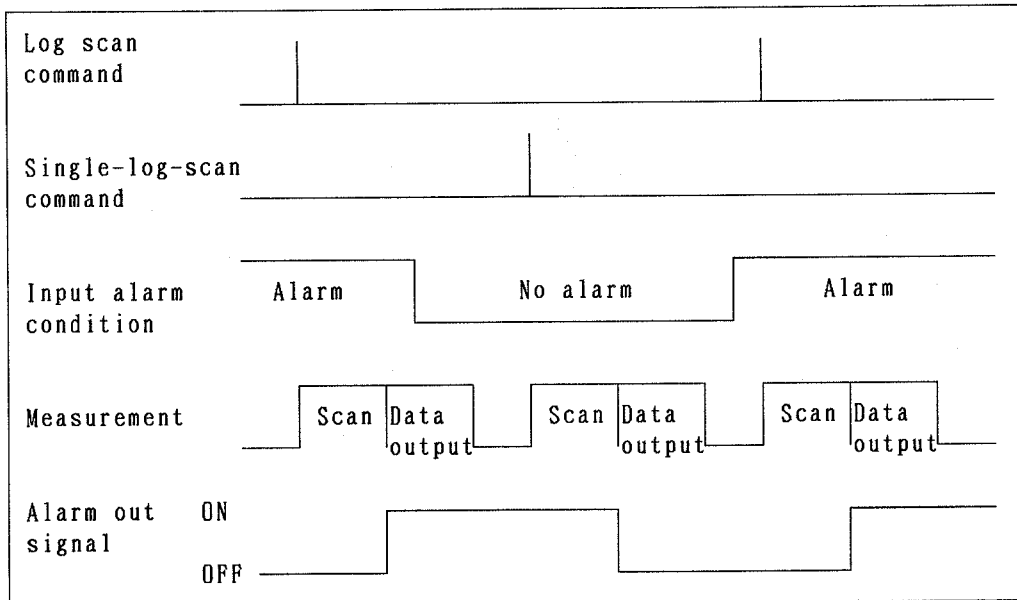 Log scan
command
Single-log-scan
command
Input alarm
condition
Alarm
No alarm
Alarm
Measurement
Scan
Data
output
Scan
Data
output
Scan
Data
output
Alarm out
signal
ON
OFF